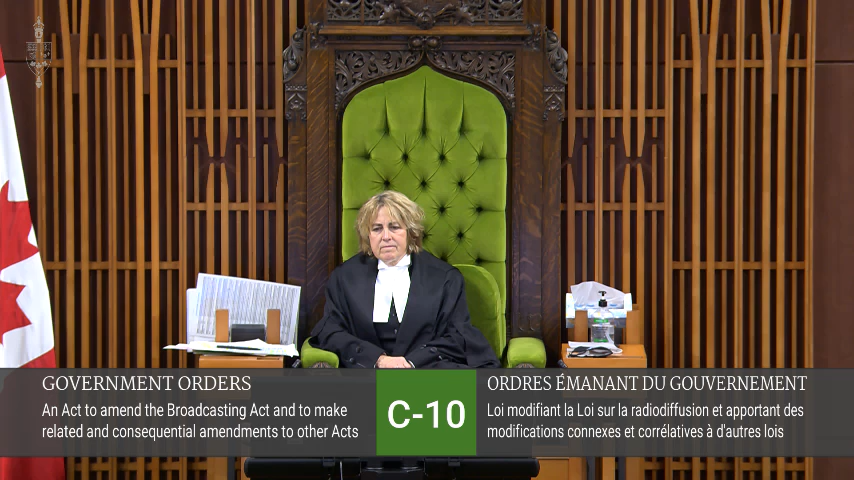 GOVERNMENT ORDERS
An Act to amend the Broadcasting Act and to make
related and consequential amendments to other Acts
C-10
ORDRES ÉMANANT DU GOUVERNEMENT
Loi modifiant la Loi sur la radiodiffusion et apportant des
modifications connexes et corrélatives à d'autres lois